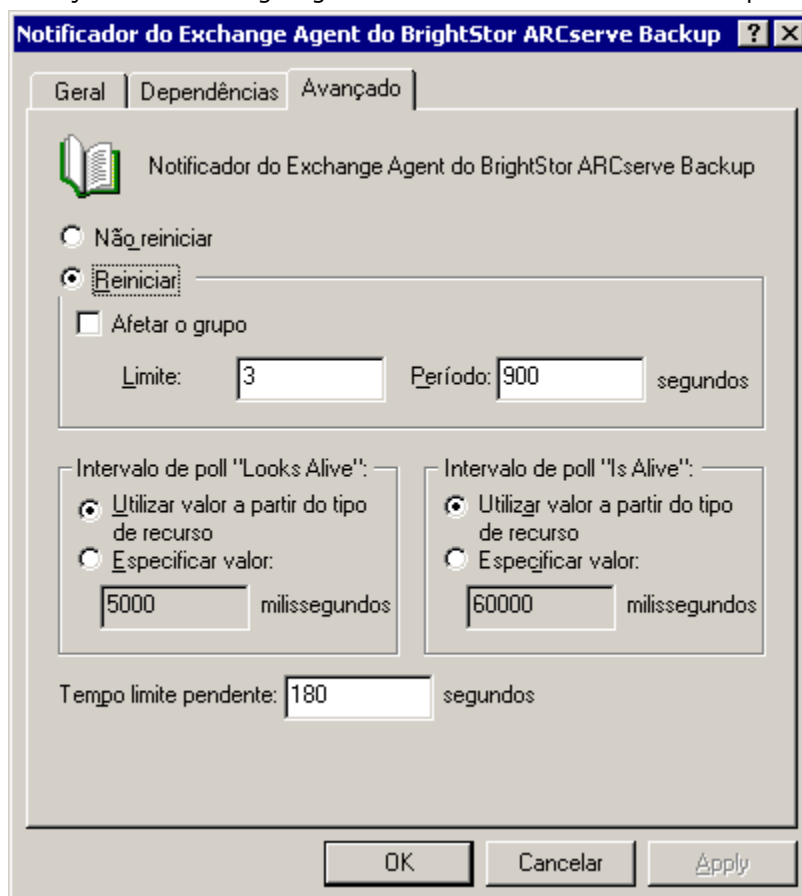 Notificador do Exchange Agent do BrightStor ARCserve Backup
Geral Dependências Avançado
Notificador do Exchange Agent do BrightStor ARCserve Backup
Não reiniciar
Reiniciar
Afetar o grupo
Limite: 3 Período: 900 segundos
Intervalo de poll "Looks Alive":
Utilizar valor a partir do tipo
de recurso
Especificar valor:
5000 milissegundos
Intervalo de poll "Is Alive":
Utilizar valor a partir do tipo
de recurso
Especificar valor:
60000 milissegundos
Tempo limite pendente: 180 segundos
OK Cancelar Apply